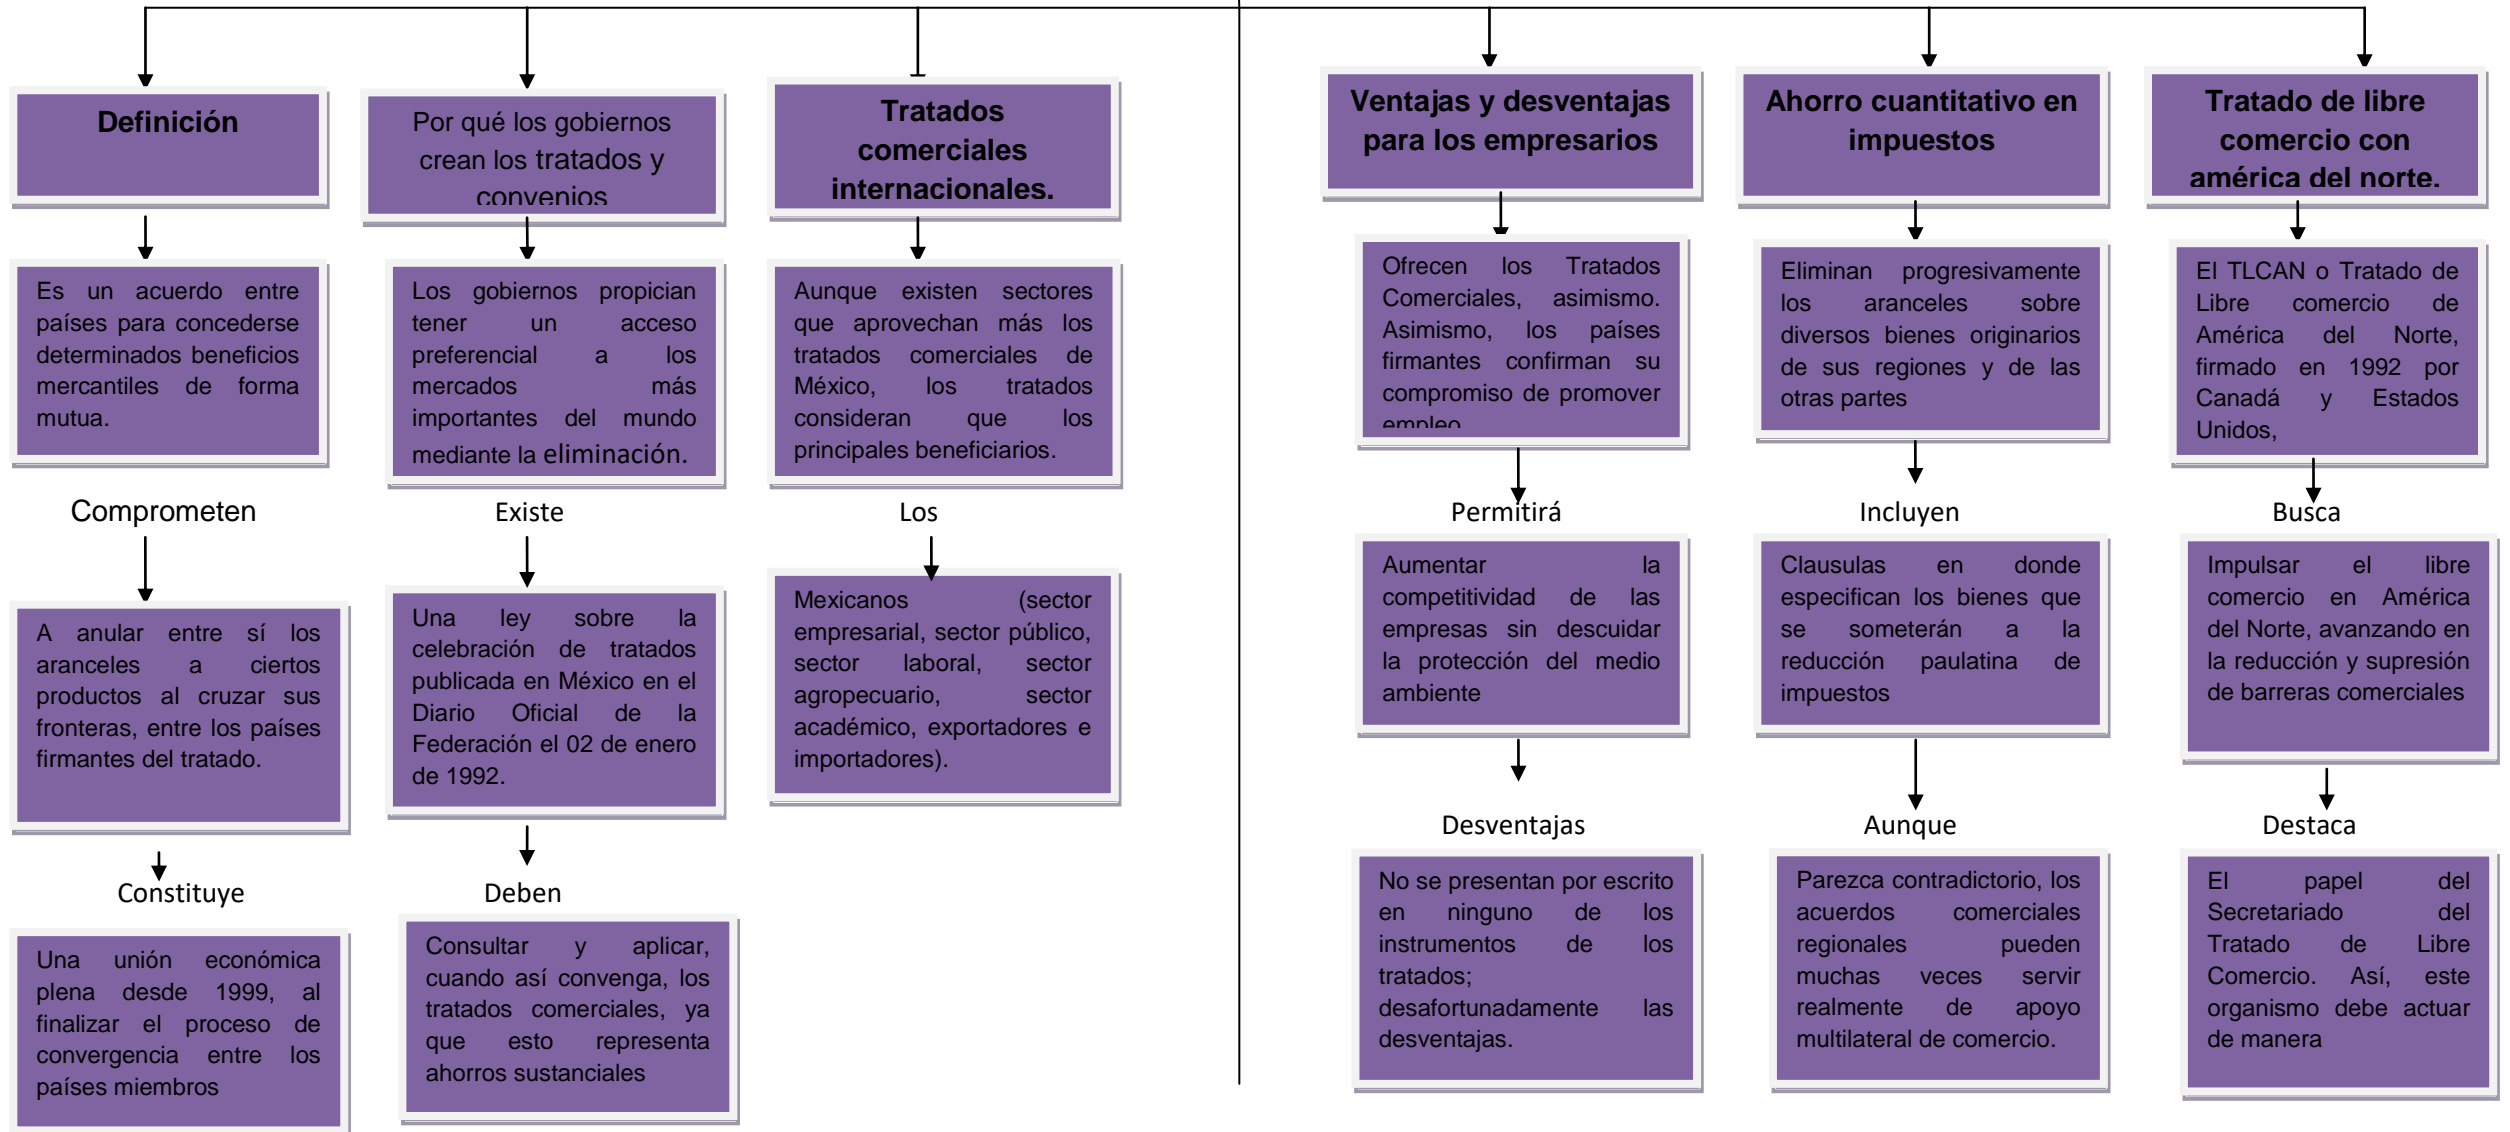 Definición
Es un acuerdo entre
países para concederse
determinados beneficios
mercantiles de forma
mutua.
Comprometen
A anular entre sí los
aranceles a ciertos
productos al cruzar sus
fronteras, entre los países
firmantes del tratado.
Constituye
Una unión económica
plena desde 1999, al
finalizar el proceso de
convergencia entre los
países miembros
Por qué los gobiernos
crean los tratados y
convenios
Los gobiernos propician
tener un acceso
preferencial a los
mercados más
importantes del mundo
mediante la eliminación.
Existe
Una ley sobre la
celebración de tratados
publicada en México en el
Diario Oficial de la
Federación el 02 de enero
de 1992.
Deben
Consultar y aplicar,
cuando así convenga, los
tratados comerciales, ya
que esto representa
ahorros sustanciales
Tratados
comerciales
internacionales.
Aunque existen sectores
que aprovechan más los
tratados comerciales de
México, los tratados
consideran que los
principales beneficiarios.
Los
Mexicanos (sector
empresarial, sector público,
sector laboral, sector
agropecuario, sector
académico, exportadores e
importadores).
Ventajas y desventajas
para los empresarios
Ofrecen los Tratados
Comerciales, asimismo.
Asimismo, los países
firmantes confirman su
compromiso de promover
empleo
Permitirá
Aumentar la
competitividad de las
empresas sin descuidar
la protección del medio
ambiente
Desventajas
No se presentan por escrito
en ninguno de los
instrumentos de los
tratados;
desafortunadamente las
desventajas.
Ahorro cuantitativo en
impuestos
Eliminan progresivamente
los aranceles sobre
diversos bienes originarios
de sus regiones y de las
otras partes
Incluyen
Clausulas en donde
especifican los bienes que
se someterán a la
reducción paulatina de
impuestos
Aunque
Parezca contradictorio, los
acuerdos comerciales
regionales pueden
muchas veces servir
realmente de apoyo
multilateral de comercio.
Tratado de libre
comercio con
américa del norte.
El TLCAN o Tratado de
Libre comercio de
América del Norte,
firmado en 1992 por
Canadá y Estados
Unidos,
Busca
Impulsar el libre
comercio en América
del Norte, avanzando en
la reducción y supresión
de barreras comerciales
Destaca
El papel del
Secretariado del
Tratado de Libre
Comercio. Así, este
organismo debe actuar
de manera